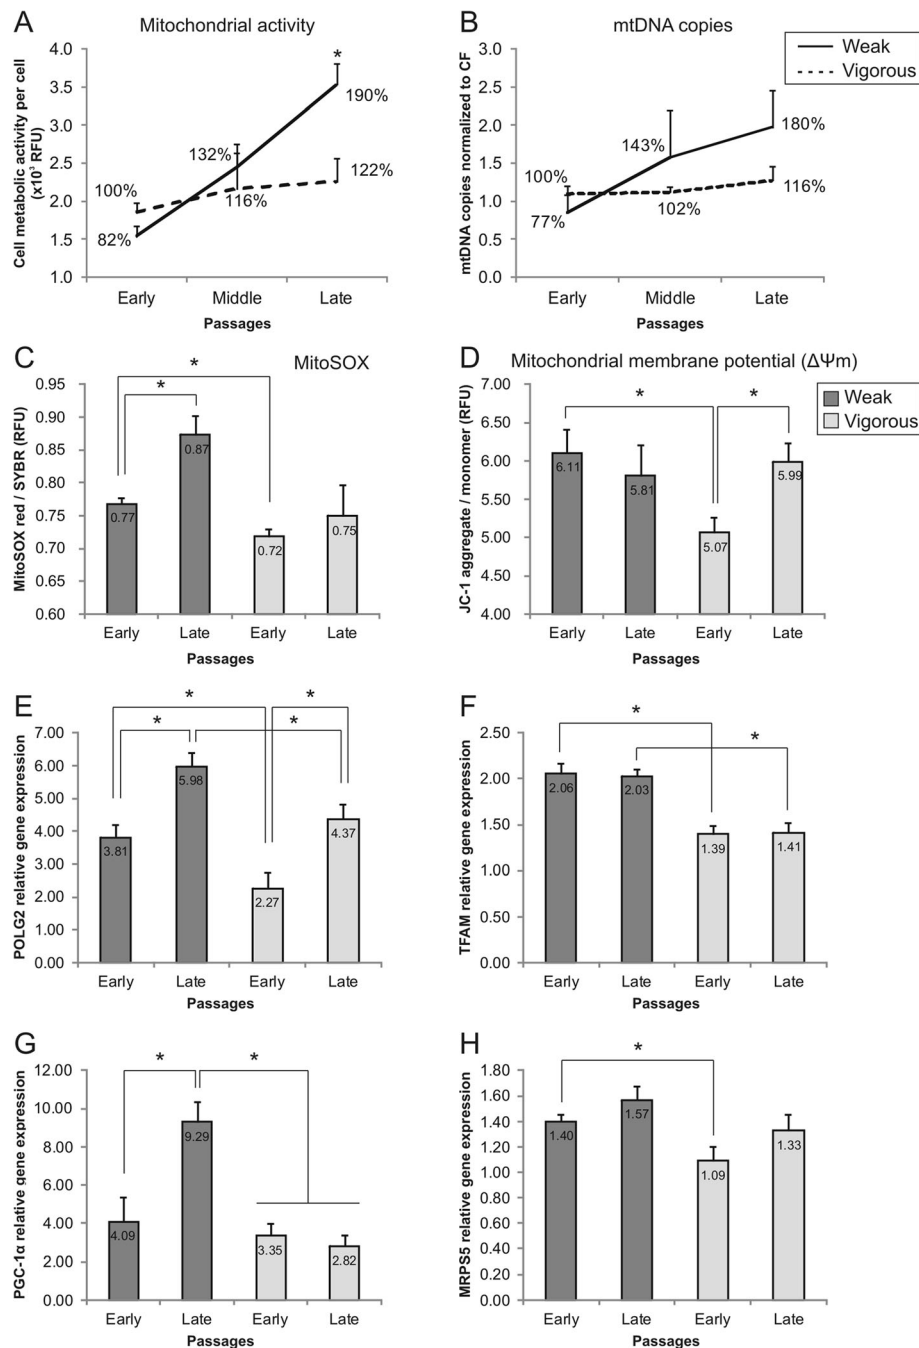 A
Mitochondrial activity
Cell metabolic activity per cell
(x10³ RFU)
4.0
3.5
3.0
2.5
2.0
1.5
1.0
*
190%
132%
122%
100%
116%
82%
Early
Middle
Late
Passages
B
mtDNA copies
mtDNA copies normalized to CF
3.0
2.5
2.0
1.5
1.0
0.5
0.0
143%
180%
100%
116%
77%
102%
Early
Middle
Late
Passages
Weak
Vigorous
C
MitoSOX
MitoSOX red / SYBR (RFU)
0.95
0.90
0.85
0.80
0.75
0.70
0.65
0.60
*
*
0.77
0.87
0.72
0.75
Early
Late
Early
Late
Passages
D
Mitochondrial membrane potential (ΔΨm)
JC-1 aggregate / monomer (RFU)
7.00
6.50
6.00
5.50
5.00
4.50
4.00
*
*
6.11
5.81
5.07
5.99
Early
Late
Early
Late
Passages
Weak
Vigorous
E
POLG2 relative gene expression
7.00
6.00
5.00
4.00
3.00
2.00
1.00
0.00
*
*
*
*
3.81
5.98
2.27
4.37
Early
Late
Early
Late
Passages
F
TFAM relative gene expression
2.50
2.00
1.50
1.00
0.50
0.00
*
*
2.06
2.03
1.39
1.41
Early
Late
Early
Late
Passages
G
PGC-1α relative gene expression
12.00
10.00
8.00
6.00
4.00
2.00
0.00
*
*
4.09
9.29
3.35
2.82
Early
Late
Early
Late
Passages
H
MRPS5 relative gene expression
1.80
1.60
1.40
1.20
1.00
0.80
0.60
0.40
0.20
0.00
*
1.40
1.57
1.09
1.33
Early
Late
Early
Late
Passages